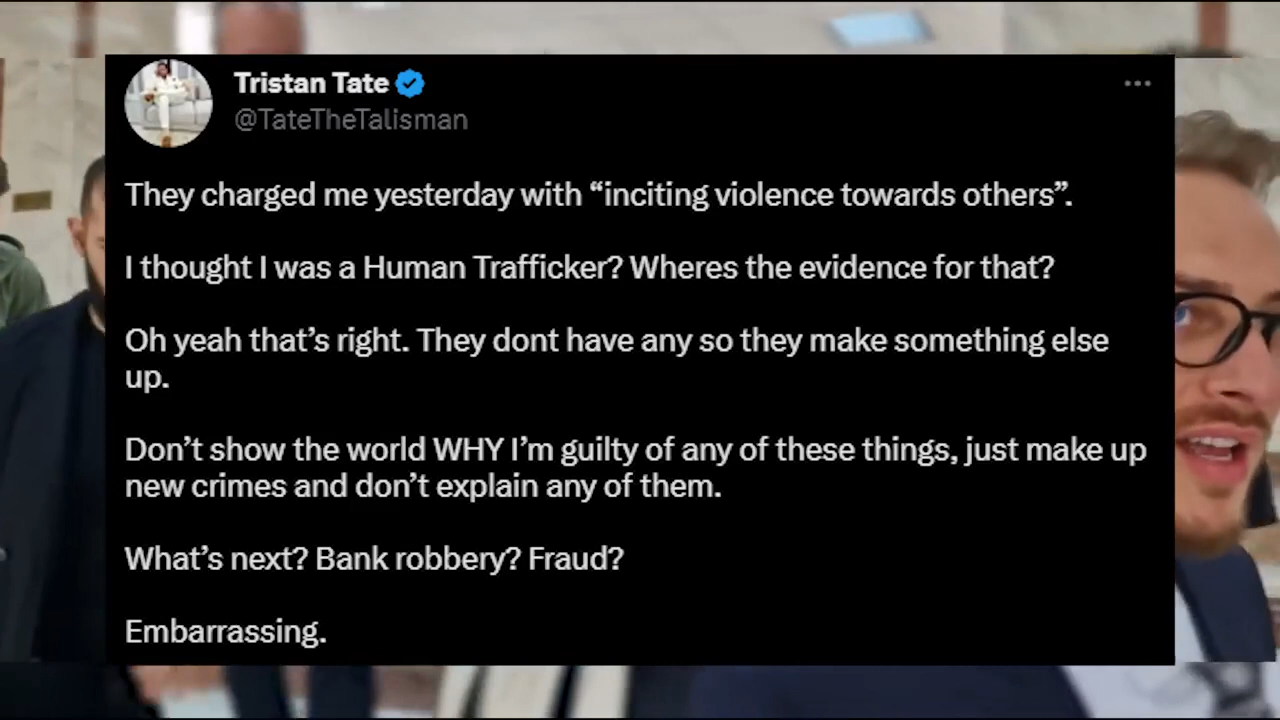 Tristan Tate
@TateTheTalisman
They charged me yesterday with “inciting violence towards others”.
I thought I was a Human Trafficker? Wheres the evidence for that?
Oh yeah that’s right. They dont have any so they make something else
up.
Don’t show the world WHY I’m guilty of any of these things, just make up
new crimes and don’t explain any of them.
What’s next? Bank robbery? Fraud?
Embarrassing.